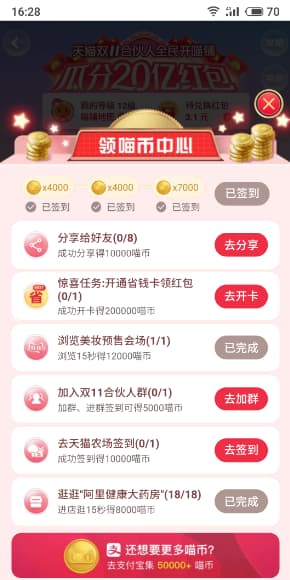 16:28
70
天猫双11合伙人全民开喵铺
瓜分20亿红包
我的等级 12级
待兑换红包
3.1 元
领喵币中心
x4000
x4000
x7000
已签到
已签到
已签到
已签到
分享给好友(0/8)
成功分享得10000喵币
去分享
惊喜任务:开通省钱卡领红包
(0/1)
成功开卡得200000喵币
省
去开卡
浏览美妆预售会场(1/1)
浏览15秒得12000喵币
已完成
加入双11合伙人群(0/1)
加群、进群签到可得5000喵币
去加群
去天猫农场签到(0/1)
成功签到得10000喵币
去签到
逛逛"阿里健康大药房"(18/18)
进店逛15秒得8000喵币
已完成
支 还想要更多喵币?
去支付宝集 50000+ 喵币